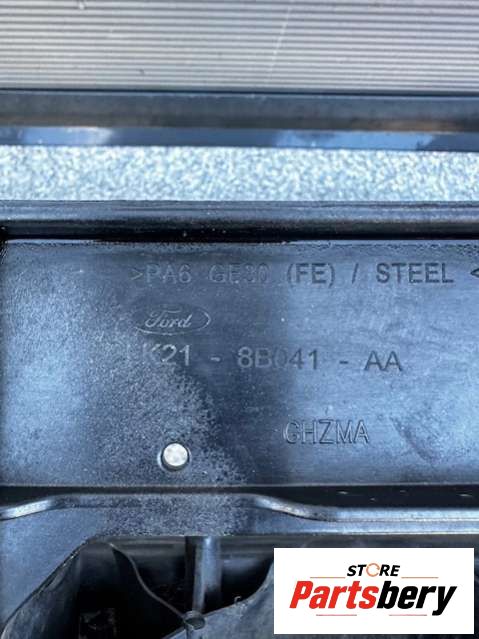 >PA6 GF30 (FE) / STEEL <
Ford
K21 - 8B041 - AA
GHZMA
STORE
Partsbery